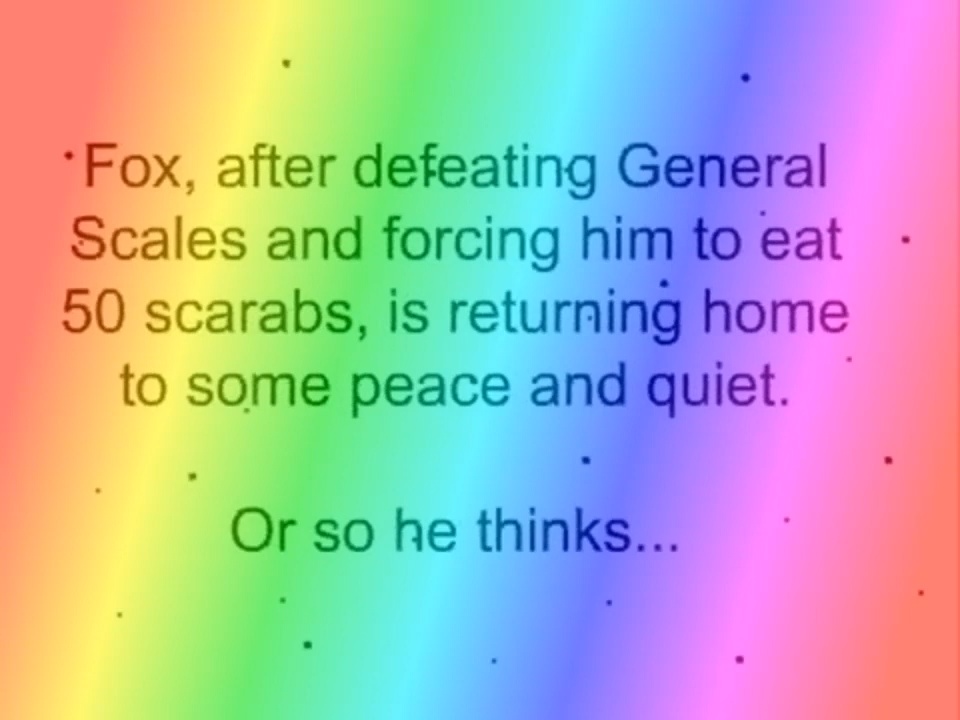 Fox, after defeating General
Scales and forcing him to eat
50 scarabs, is returning home
to some peace and quiet.
Or so he thinks...